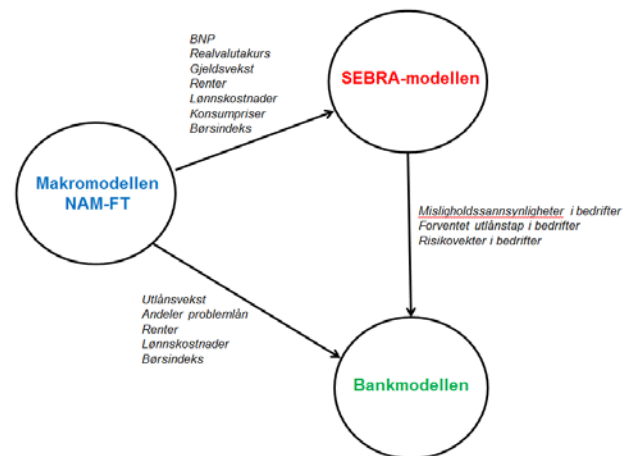 BNP
Realvalutakurs
Gjeldsvekst
Renter
Lønnskostnader
Konsumpriser
Børsindeks
SEBRA-modellen
Makromodellen
NAM-FT
Misligholdssannsynligheter i bedrifter
Forventet utlånstap i bedrifter
Risikovekter i bedrifter
Utlånsvekst
Andeler problemlån
Renter
Lønnskostnader
Børsindeks
Bankmodellen